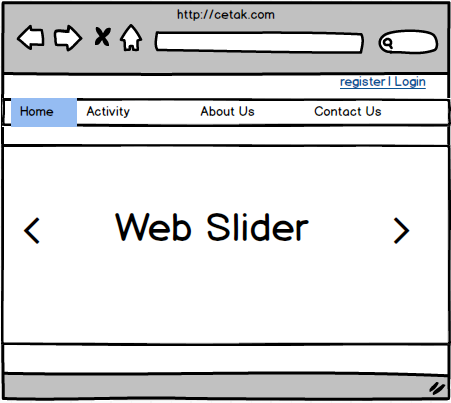 http://cetak.com
register | Login
Home Activity About Us Contact Us
Web Slider